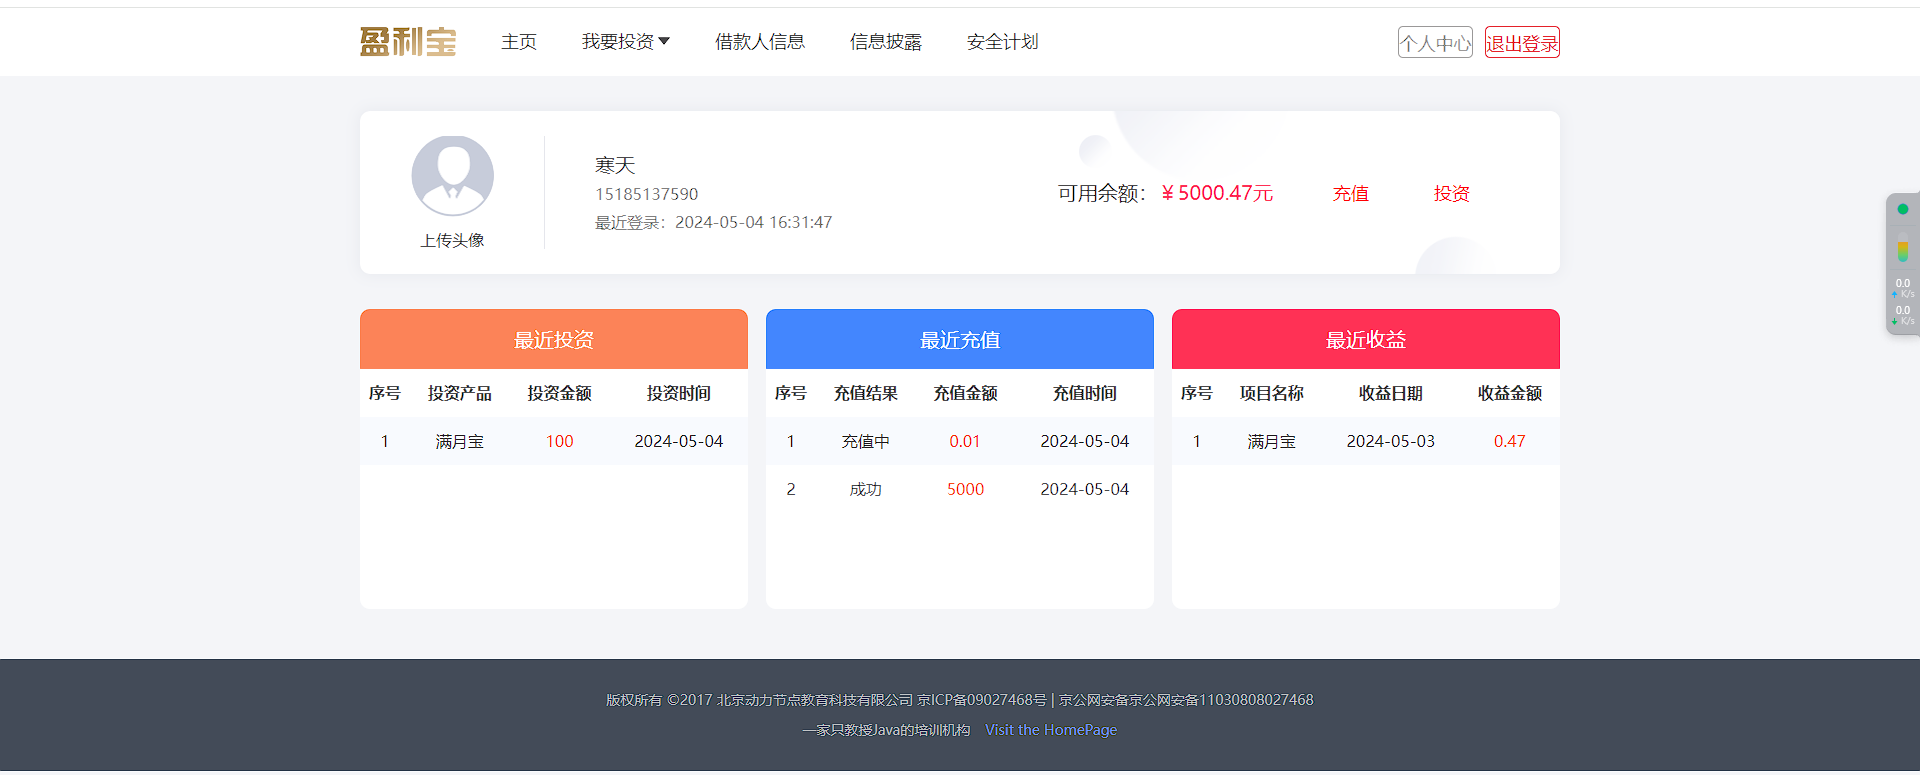 盈利宝 主页 我要投资 借款人信息 信息披露 安全计划 个人中心 退出登录
寒天
15185137590
最近登录：2024-05-04 16:31:47
上传头像
可用余额：￥5000.47元 充值 投资
最近投资
序号 投资产品 投资金额 投资时间
1 满月宝 100 2024-05-04
最近充值
序号 充值结果 充值金额 充值时间
1 充值中 0.01 2024-05-04
2 成功 5000 2024-05-04
最近收益
序号 项目名称 收益日期 收益金额
1 满月宝 2024-05-03 0.47
0.0
K/s
0.0
K/s
版权所有 ©2017 北京动力节点教育科技有限公司 京ICP备09027468号 | 京公网安备京公网安备11030808027468
一家只教授Java的培训机构 Visit the HomePage